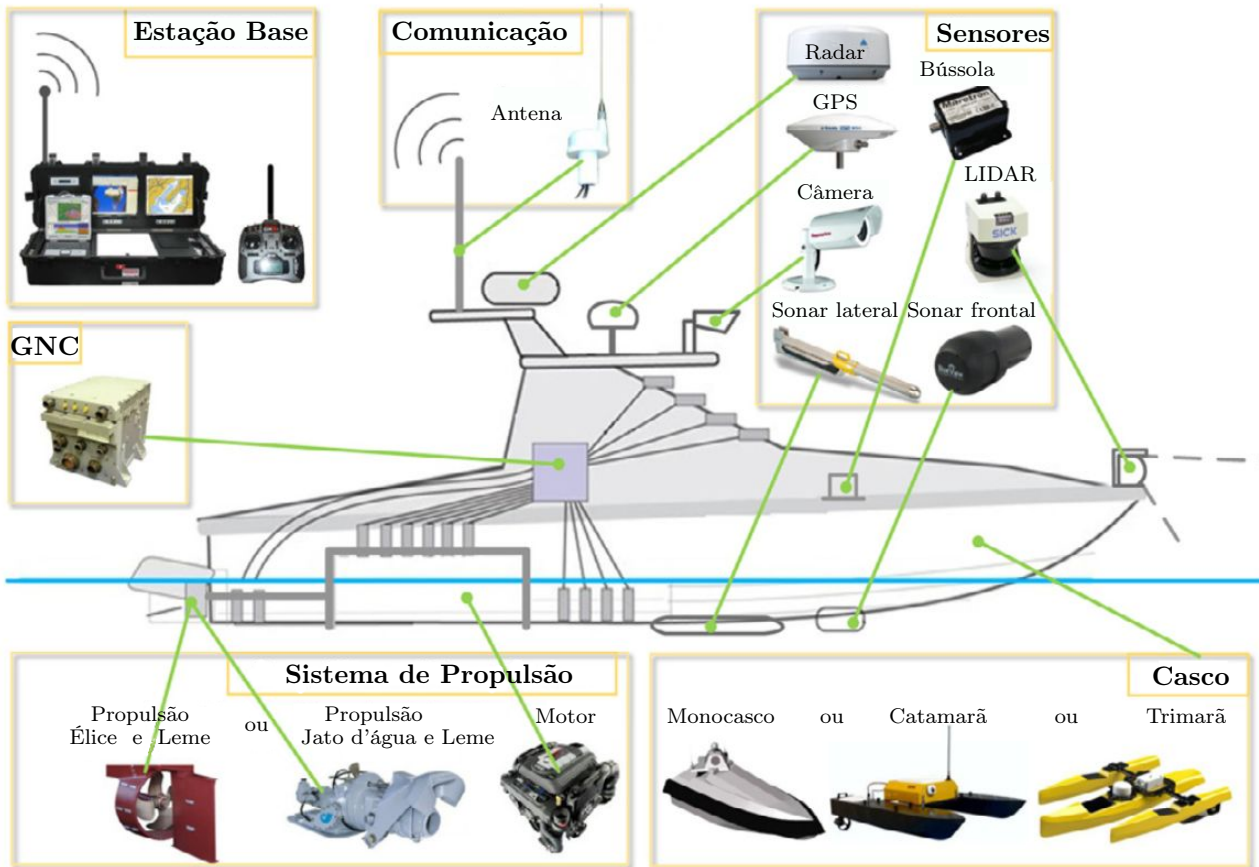 Estação Base
Comunicação
Antena
Sensores
Radar
Bússola
GPS
LIDAR
Câmera
SICK
Sonar lateral Sonar frontal
GNC
Sistema de Propulsão
Propulsão
Élice e Leme
ou
Propulsão
Jato d'água e Leme
Motor
Casco
Monocasco ou Catamarã ou Trimarã